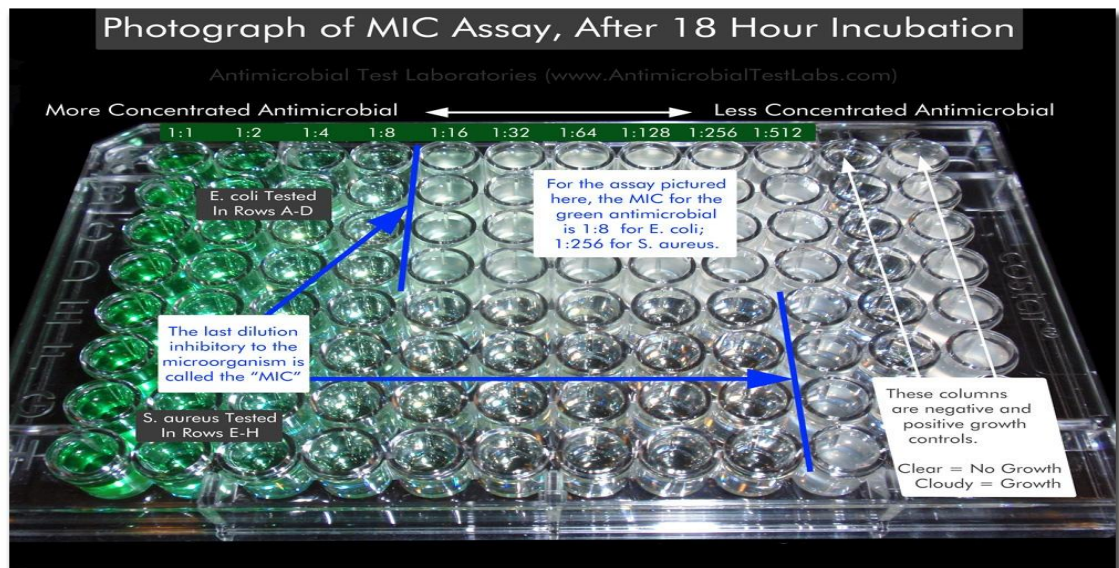 Photograph of MIC Assay, After 18 Hour Incubation
Antimicrobial Test Laboratories (www.AntimicrobialTestLabs.com)
More Concentrated Antimicrobial
Less Concentrated Antimicrobial
1:1 1:2 1:4 1:8 1:16 1:32 1:64 1:128 1:256 1:512
E. coli Tested
In Rows A-D
For the assay pictured
here, the MIC for the
green antimicrobial
is 1:8 for E. coli;
1:256 for S. aureus.
The last dilution
inhibitory to the
microorganism is
called the “MIC”
S. aureus Tested
In Rows E-H
These columns
are negative and
positive growth
controls.
Clear = No Growth
Cloudy = Growth
B
C
D
E
F
G
H
COSTAR®